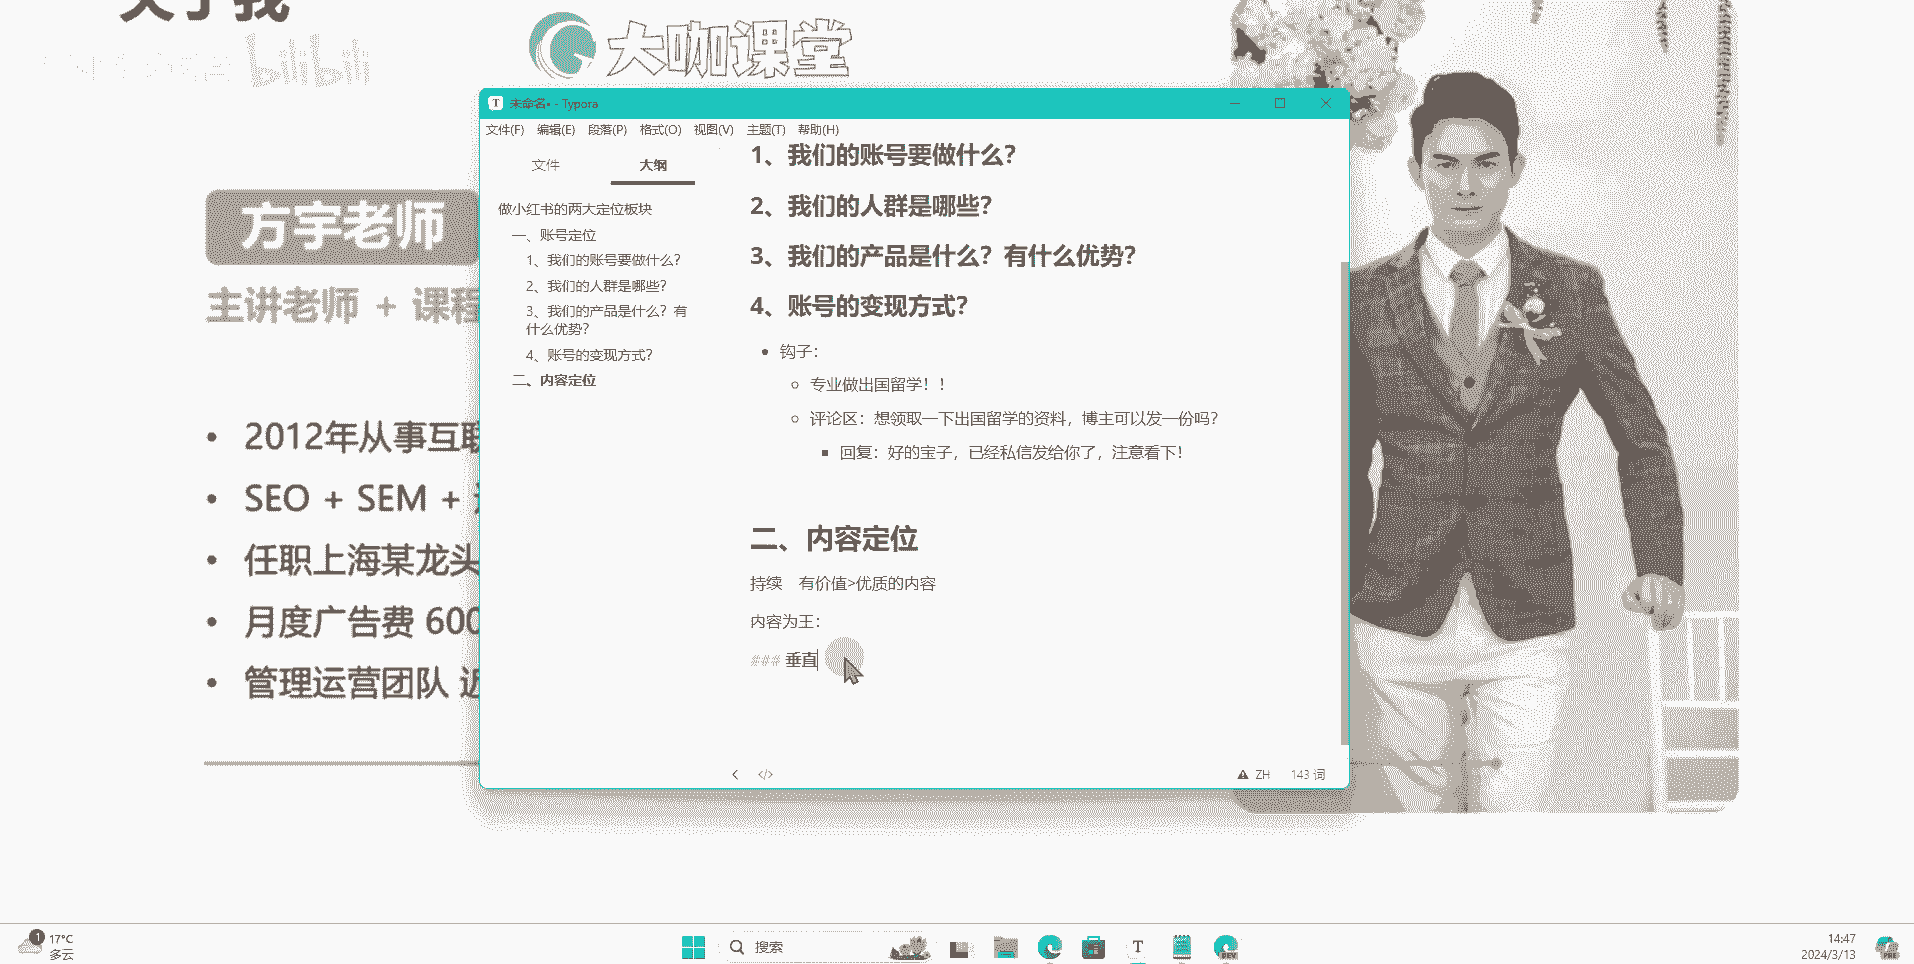 关于我
bilibili
大咖课堂
方宇老师
主讲老师 + 课程
2012年从事互联
SEO + SEM +
任职上海某龙头
月度广告费 600
管理运营团队 近
T 未命名• - Typora
文件(F) 编辑(E) 段落(P) 格式(O) 视图(V) 主题(T) 帮助(H)
文件 大纲
做小红书的两大定位板块
一、账号定位
1、我们的账号要做什么？
2、我们的人群是哪些？
3、我们的产品是什么？有
什么优势？
4、账号的变现方式？
二、内容定位
1、我们的账号要做什么？
2、我们的人群是哪些？
3、我们的产品是什么？有什么优势？
4、账号的变现方式？
钩子：
专业做出国留学！！
评论区：想领取一下出国留学的资料，博主可以发一份吗？
回复：好的宝子，已经私信发给你了，注意看下！
二、内容定位
持续 有价值>优质的内容
内容为王：
### 垂直
</> ZH 143 词
1 17°C
多云
搜索
T
DEV
14:47
2024/3/13
PRE